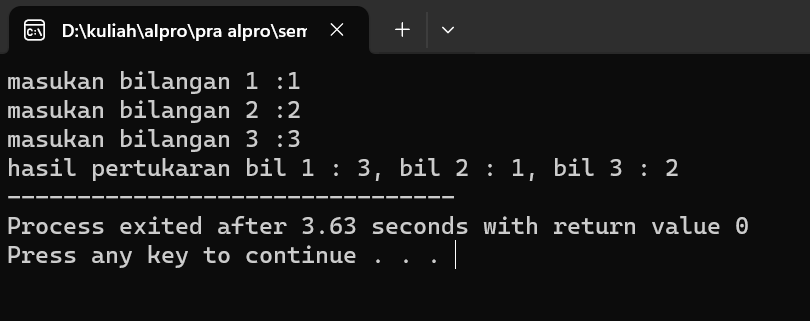 D:\kuliah\alpro\pra alpro\sem
masukan bilangan 1 :1
masukan bilangan 2 :2
masukan bilangan 3 :3
hasil pertukaran bil 1 : 3, bil 2 : 1, bil 3 : 2
--------------------------------
Process exited after 3.63 seconds with return value 0
Press any key to continue . . .